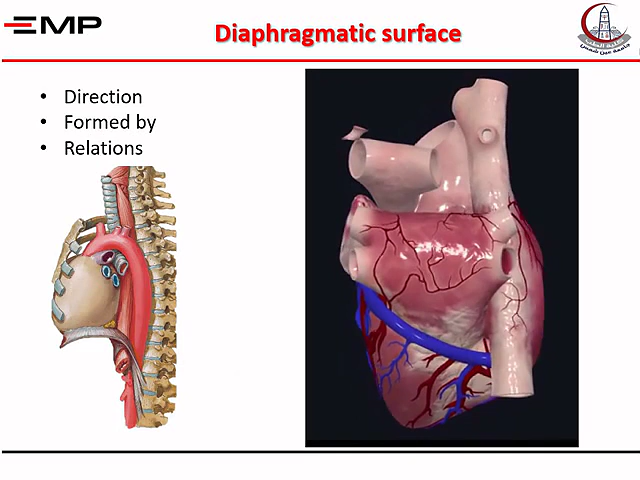 EMP
Diaphragmatic surface
• Direction
• Formed by
• Relations